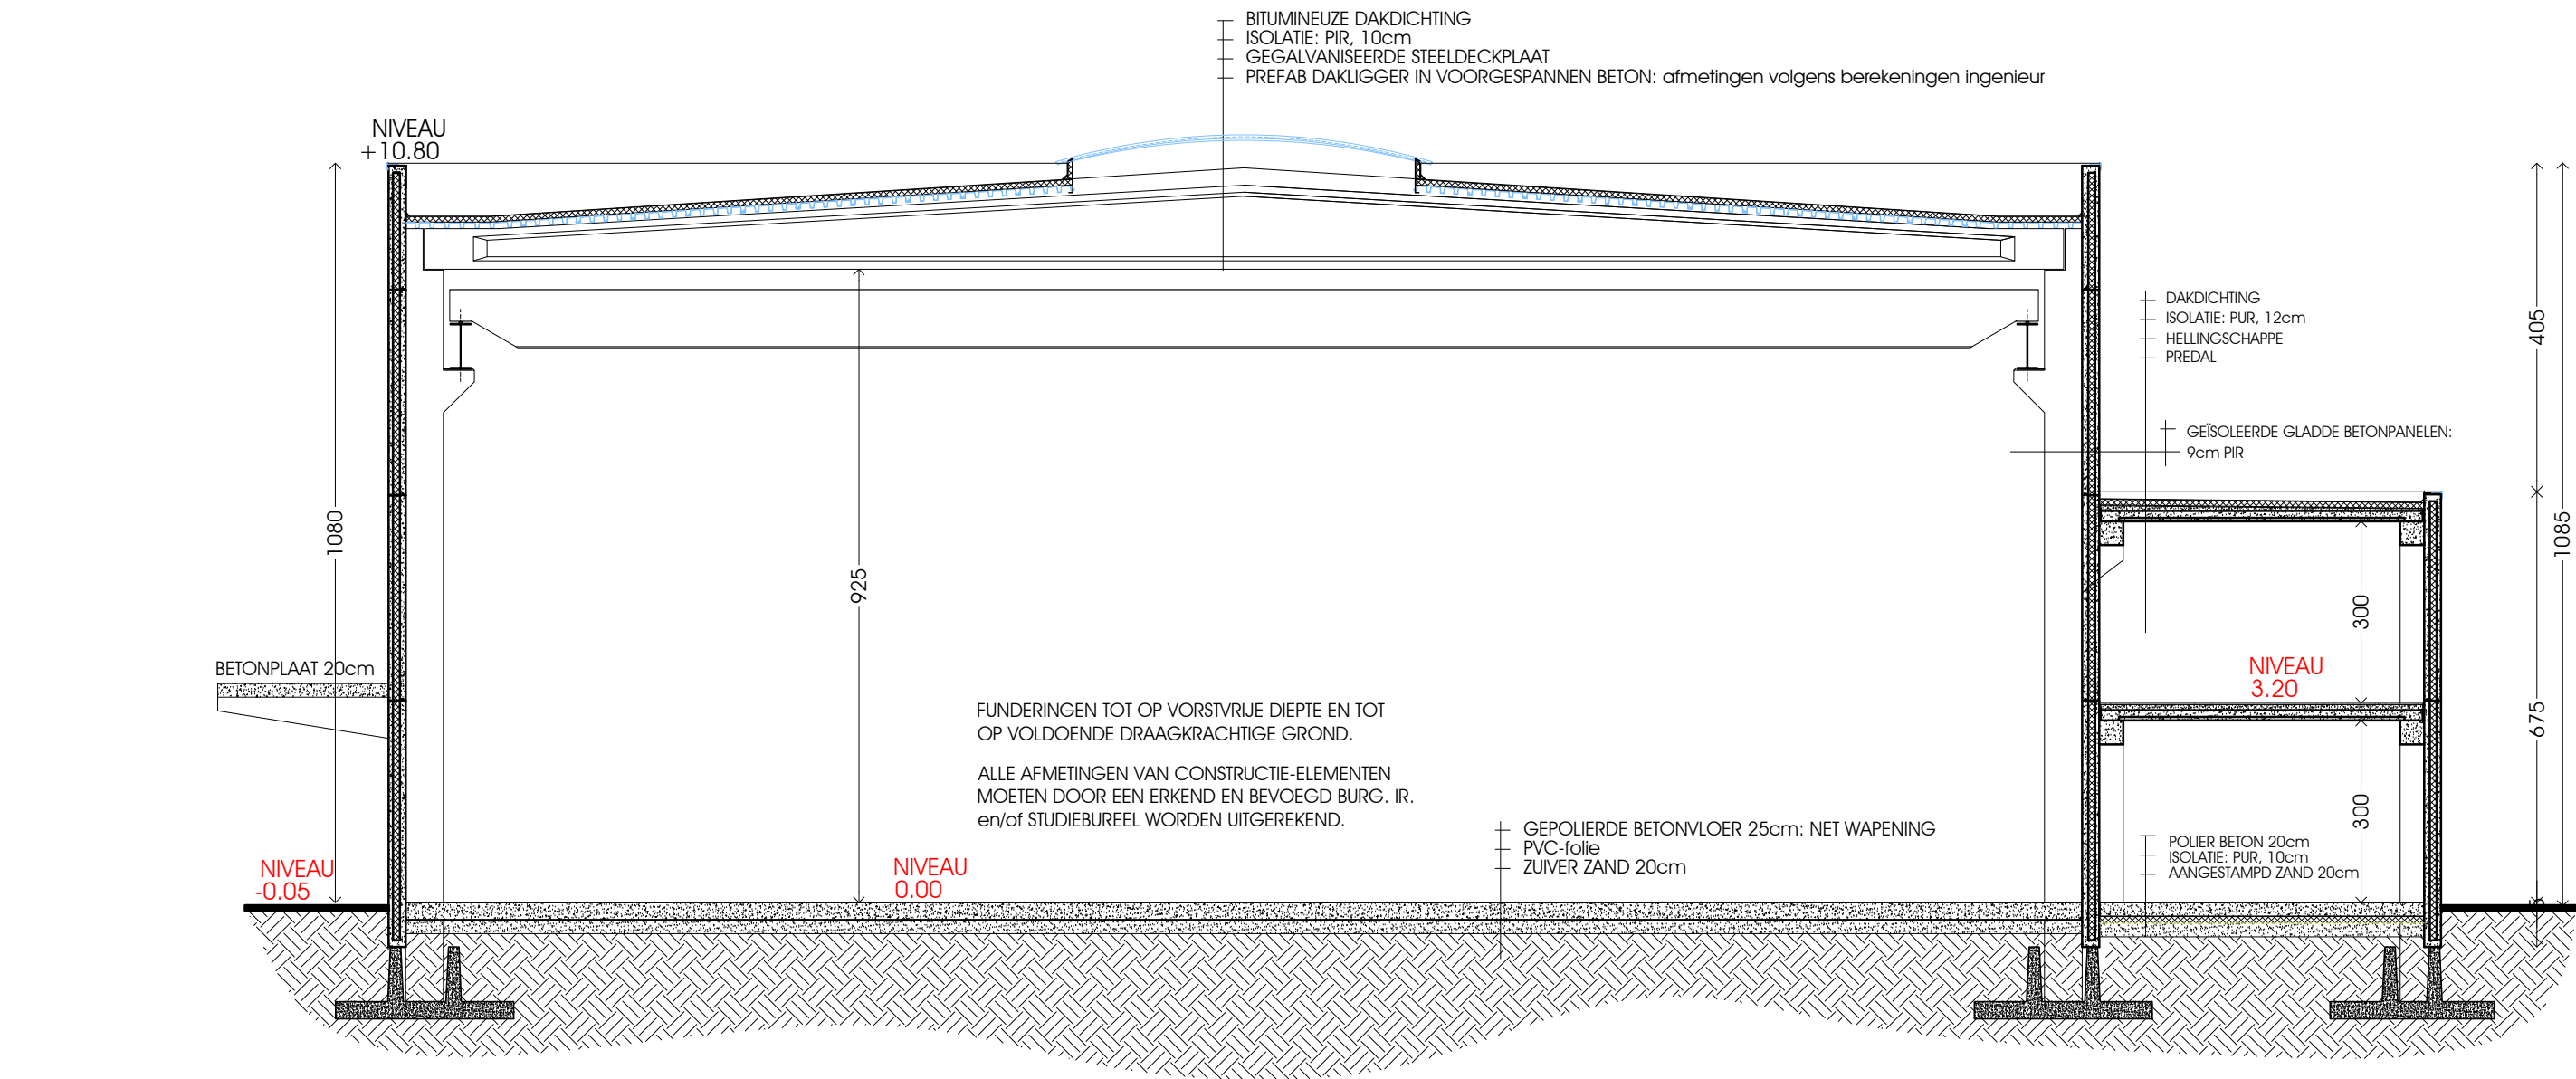 BITUMINEUZE DAKDICHTING
ISOLATIE: PIR, 10cm
GEGALVANISEERDE STEELDECKPLAAT
PREFAB DAKLIGGER IN VOORGESPANNEN BETON: afmetingen volgens berekeningen ingenieur
NIVEAU
+10.80
DAKDICHTING
ISOLATIE: PUR, 12cm
HELLINGSCHAPPE
PREDAL
405
GEÏSOLEERDE GLADDE BETONPANELEN:
9cm PIR
1080
1085
925
300
BETONPLAAT 20cm
NIVEAU
3.20
675
FUNDERINGEN TOT OP VORSTVRIJE DIEPTE EN TOT
OP VOLDOENDE DRAAGKRACHTIGE GROND.
ALLE AFMETINGEN VAN CONSTRUCTIE-ELEMENTEN
MOETEN DOOR EEN ERKEND EN BEVOEGD BURG. IR.
en/of STUDIEBUREEL WORDEN UITGEREKEND.
300
GEPOLIERDE BETONVLOER 25cm: NET WAPENING
PVC-folie
ZUIVER ZAND 20cm
POLIER BETON 20cm
ISOLATIE: PUR, 10cm
AANGESTAMPD ZAND 20cm
NIVEAU
-0.05
NIVEAU
0.00